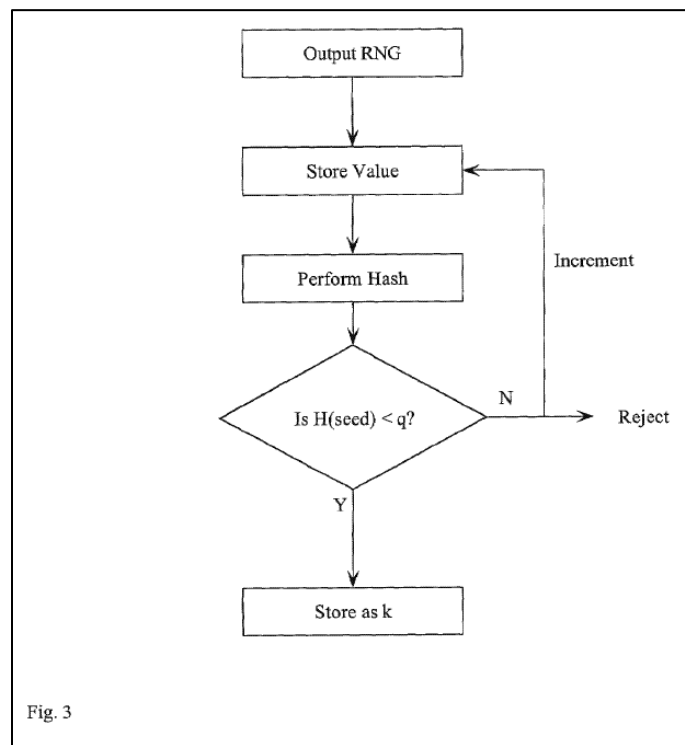 Output RNG
Store Value
Perform Hash
Increment
Is H(seed) < q?
N
Reject
Y
Store as k
Fig. 3